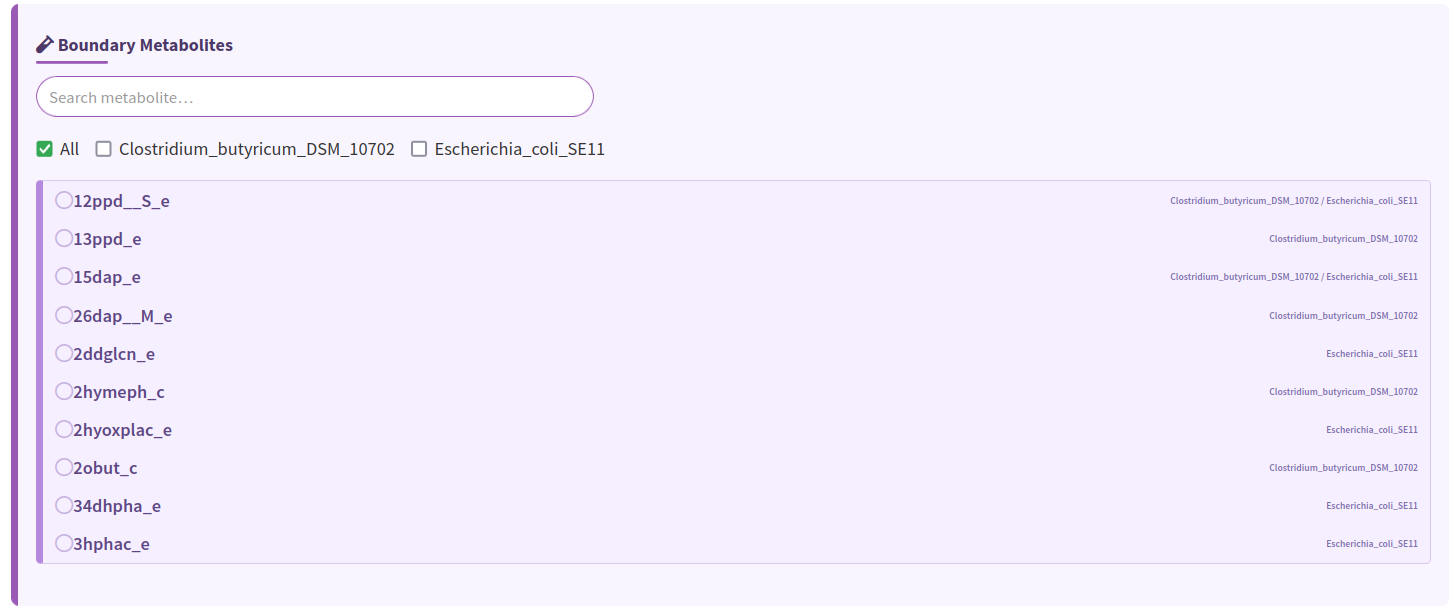 Boundary Metabolites
Search metabolite...
All Clostridium_butyricum_DSM_10702 Escherichia_coli_SE11
12ppd__S_e Clostridium_butyricum_DSM_10702 / Escherichia_coli_SE11
13ppd_e Clostridium_butyricum_DSM_10702
15dap_e Clostridium_butyricum_DSM_10702 / Escherichia_coli_SE11
26dap__M_e Clostridium_butyricum_DSM_10702
2ddglcn_e Escherichia_coli_SE11
2hymeph_c Clostridium_butyricum_DSM_10702
2hyoxplac_e Escherichia_coli_SE11
2obut_c Clostridium_butyricum_DSM_10702
34dhpha_e Escherichia_coli_SE11
3hphac_e Escherichia_coli_SE11